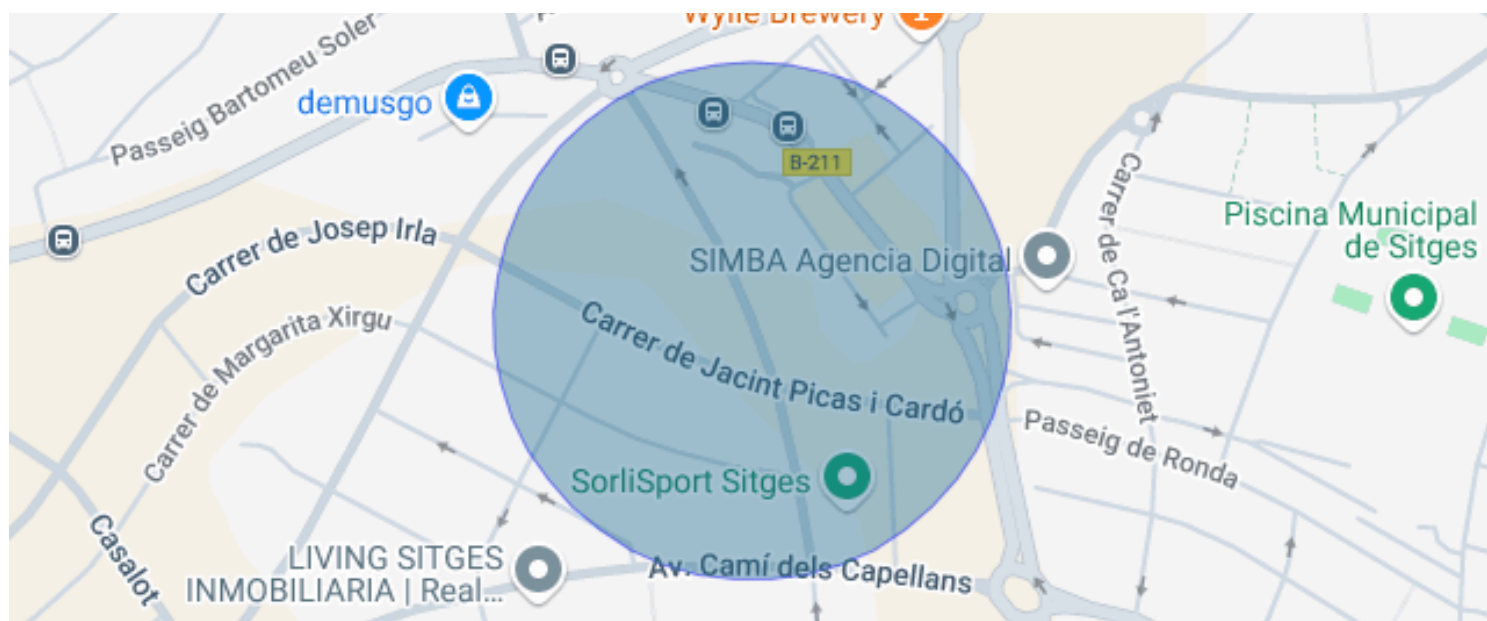 Wylie Brewery
Passeig Bartomeu Soler
demusgo
B-211
Carrer de Josep Irla
Carrer de Margarita Xirgu
SIMBA Agencia Digital
Carrer de Ca l'Antoniet
Piscina Municipal
de Sitges
Carrer de Jacint Picas i Cardó
Passeig de Ronda
SorliSport Sitges
Casalot
LIVING SITGES
INMOBILIARIA | Real...
Av. Camí dels Capellans